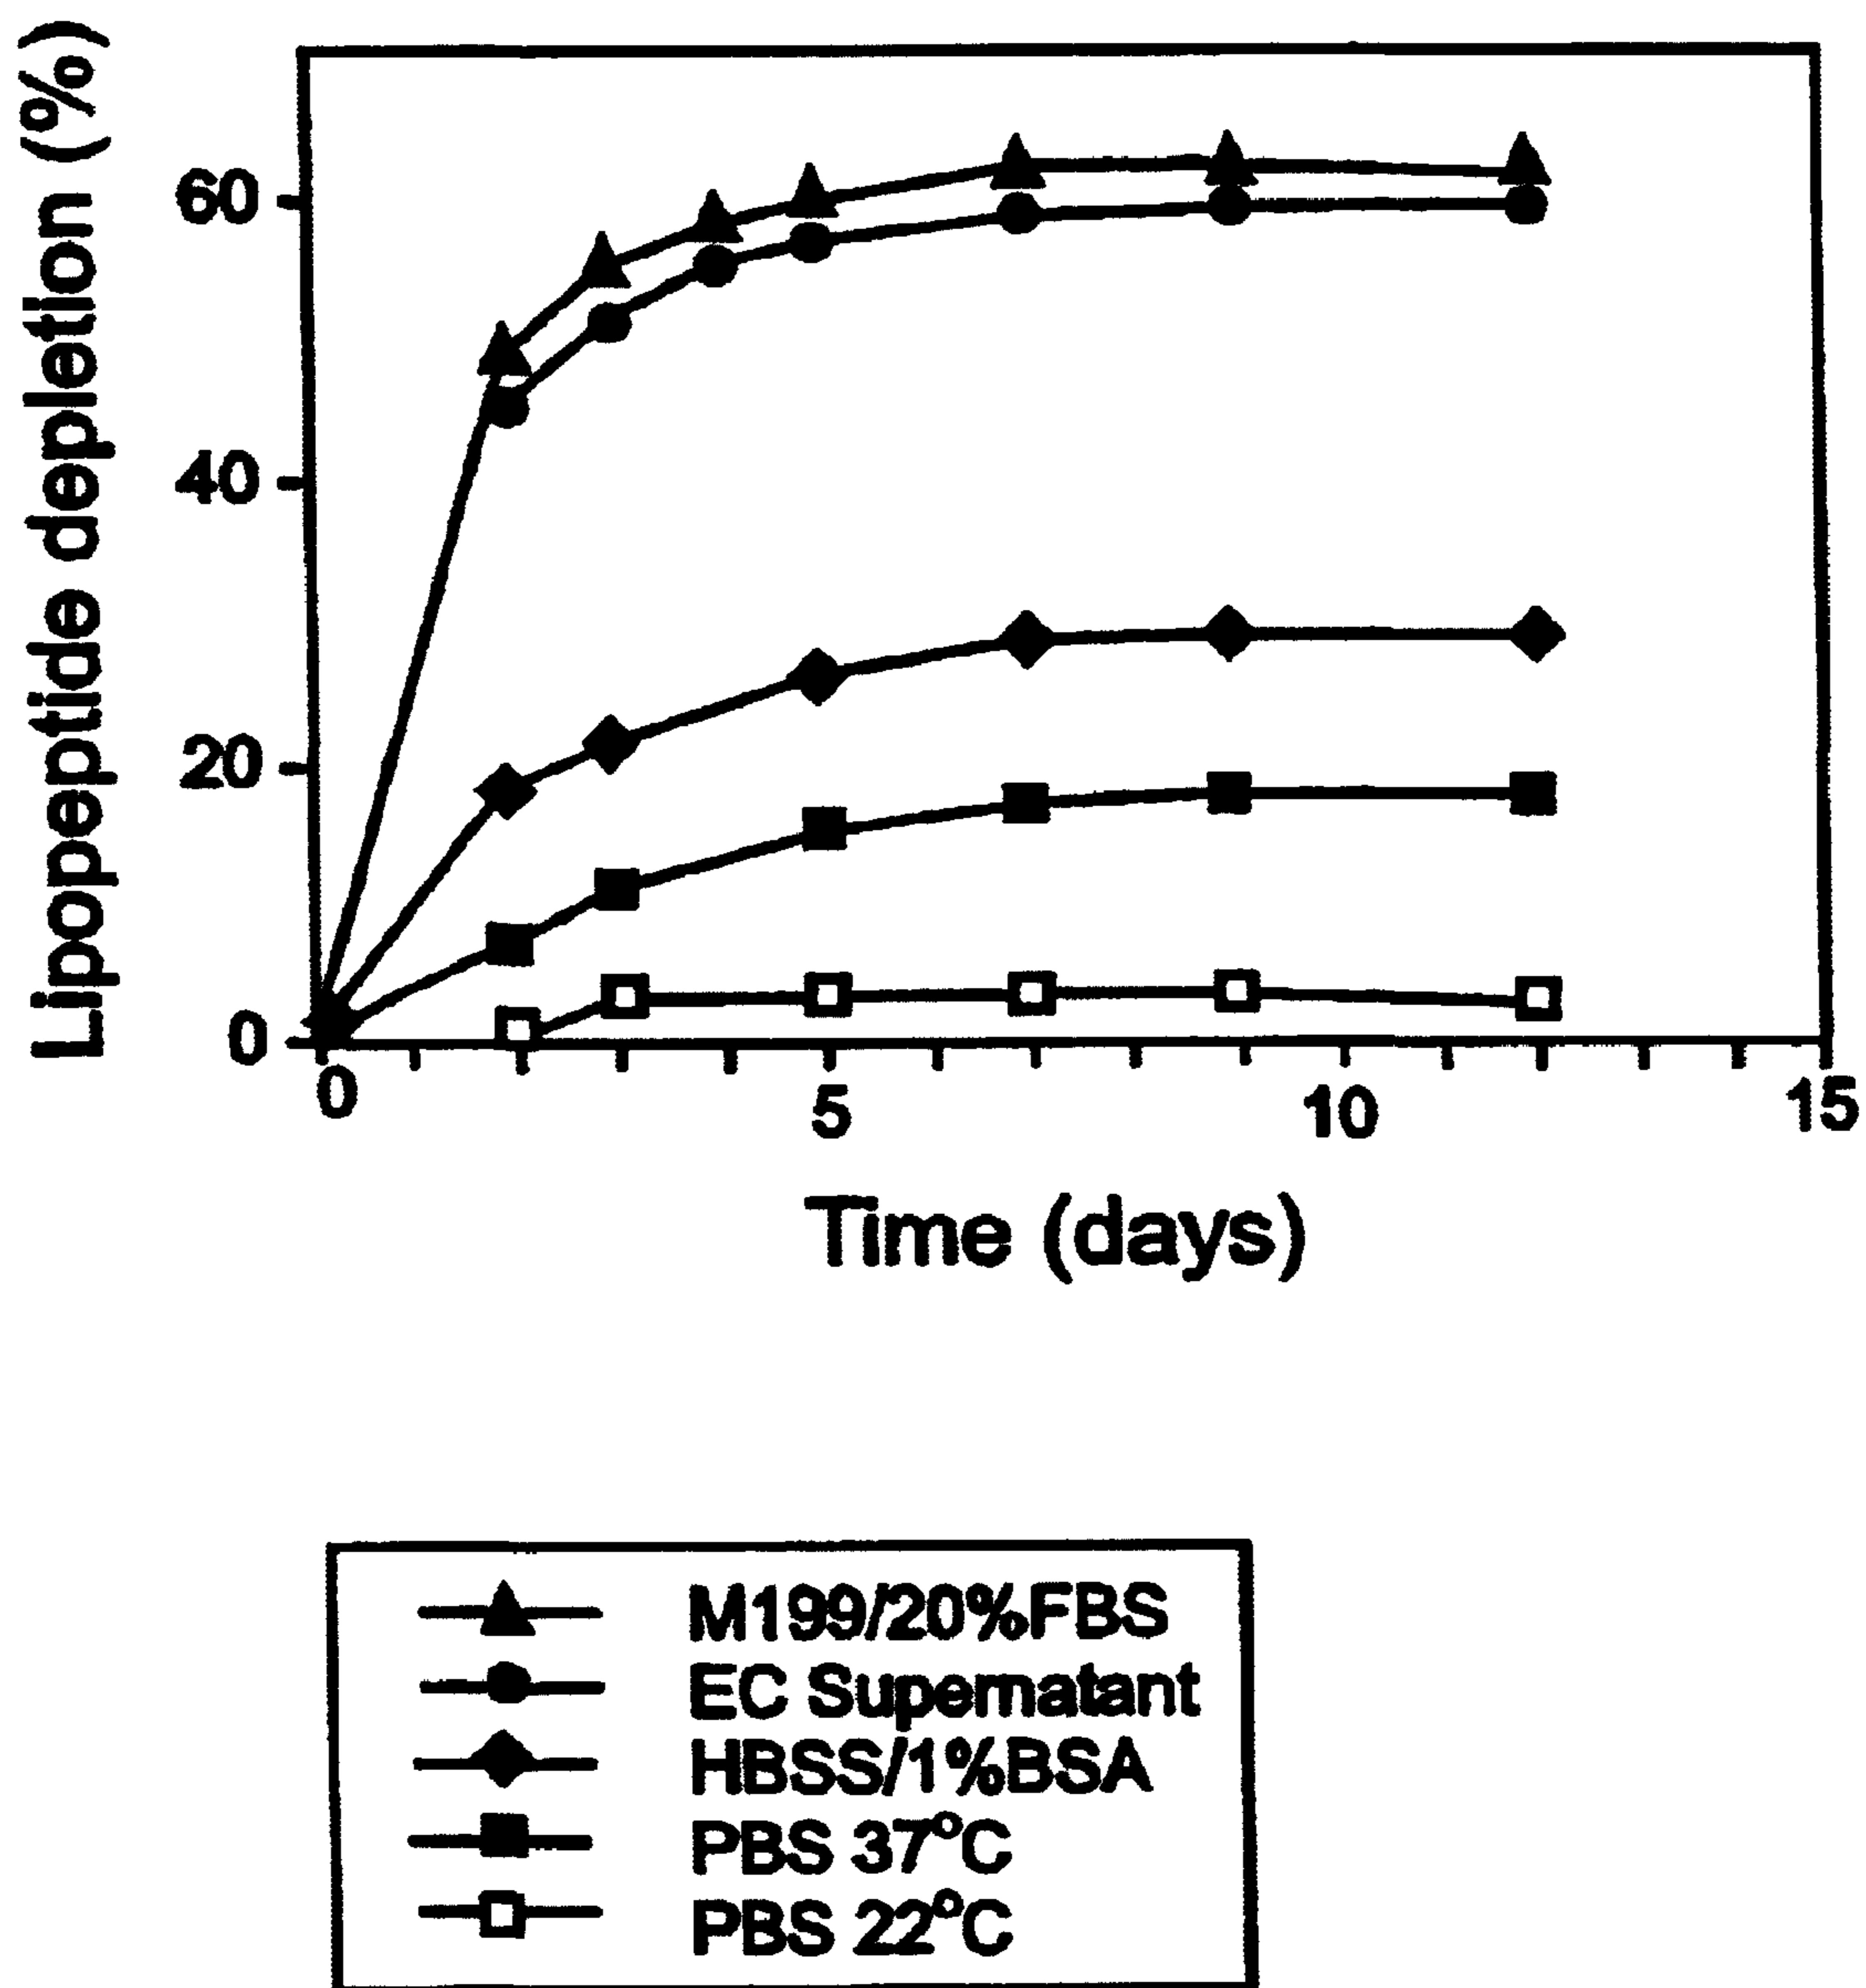 Lipopeptide depletion (%)
60
40
20
0
0
5
10
15
Time (days)
M199/20%FBS
EC Supernatant
HBSS/1%BSA
PBS 37°C
PBS 22°C